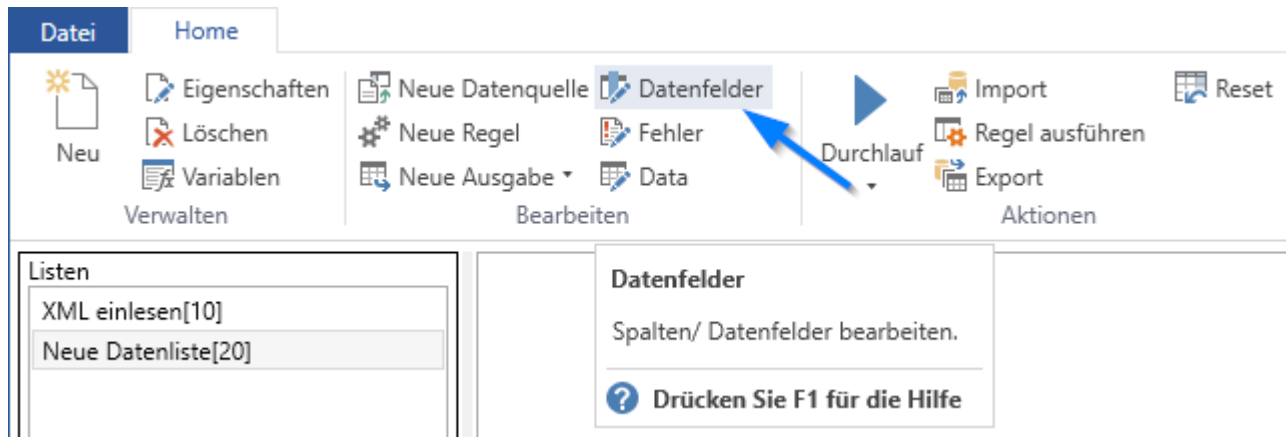 Datei Home
Eigenschaften Neue Datenquelle Datenfelder Import Reset
Löschen Neue Regel Fehler Regel ausführen
Neu Durchlauf
Variablen Neue Ausgabe Data Export
Verwalten Bearbeiten Aktionen
Listen
XML einlesen[10]
Neue Datenliste[20]
Datenfelder
Spalten/ Datenfelder bearbeiten.
Drücken Sie F1 für die Hilfe